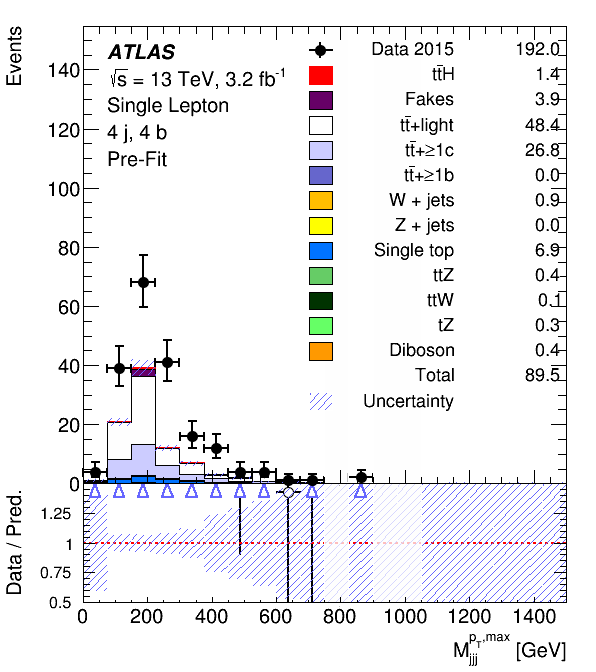 Events
ATLAS
√s = 13 TeV, 3.2 fb⁻¹
Single Lepton
4 j, 4 b
Pre-Fit
Data 2015 192.0
tt̄H 1.4
Fakes 3.9
tt̄+light 48.4
tt̄+≥1c 26.8
tt̄+≥1b 0.0
W + jets 0.9
Z + jets 0.0
Single top 6.9
ttZ 0.4
ttW 0.1
tZ 0.3
Diboson 0.4
Total 89.5
Uncertainty
140
120
100
80
60
40
20
0
Data / Pred.
1.25
1
0.75
0.5
0 200 400 600 800 1000 1200 1400
M_jjj^{p_T,max} [GeV]